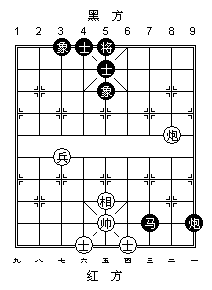 黑 方
1 2 3 4 5 6 7 8 9
象 士 将
士
象
炮
兵
相
帅 马 炮
士 士
九 八 七 六 五 四 三 二 一
红 方